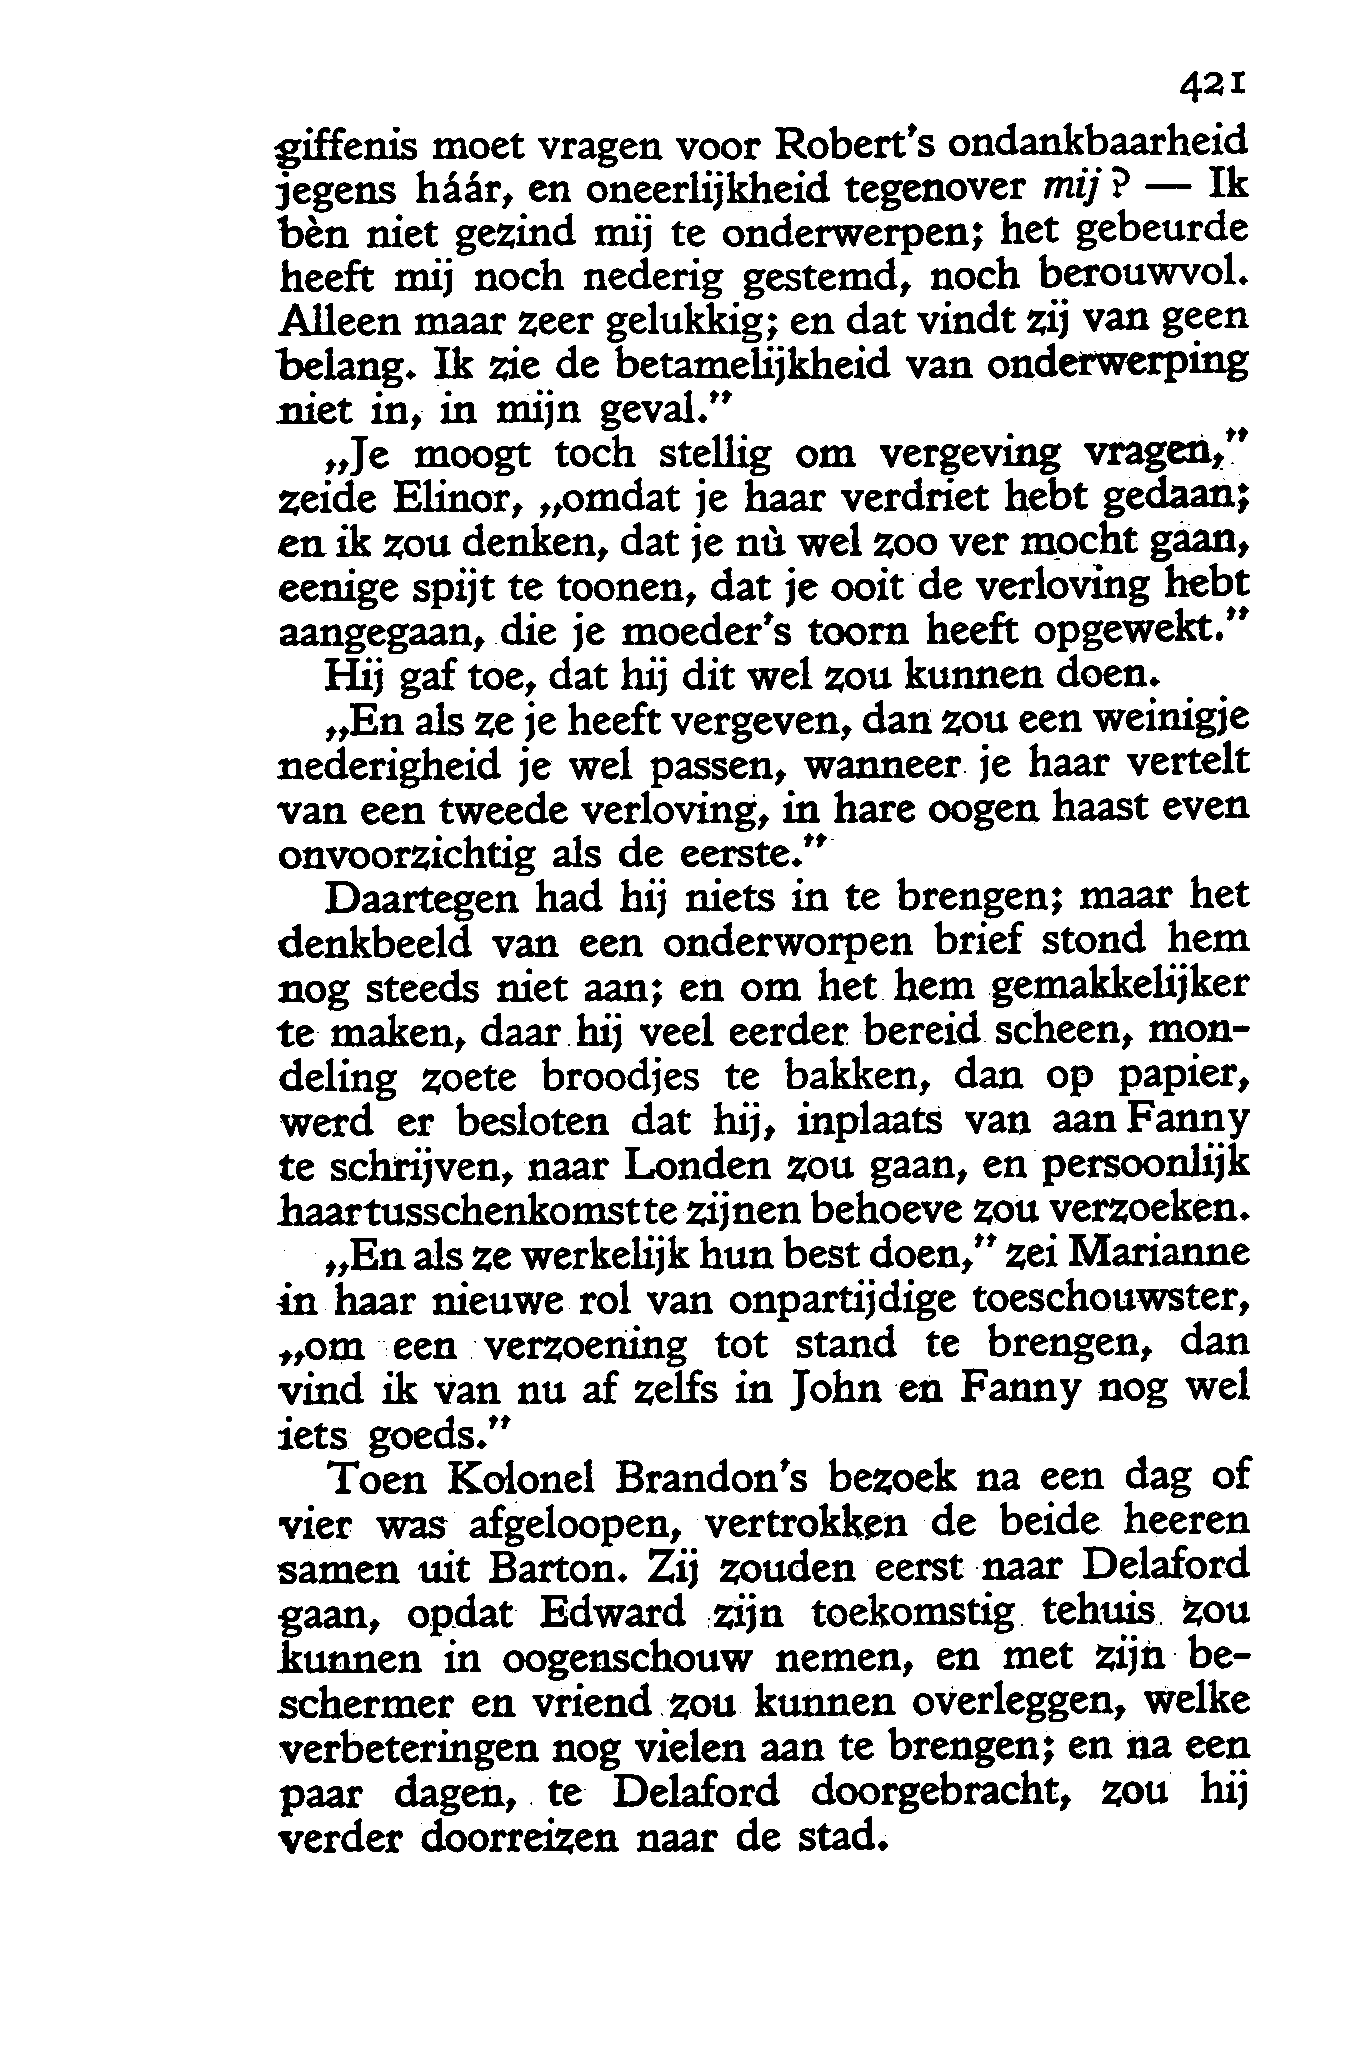 421
giffenis moet vragen voor Robert's ondankbaarheid
jegens háár, en oneerlijkheid tegenover mij? — Ik
bèn niet gezind mij te onderwerpen; het gebeurde
heeft mij noch nederig gestemd, noch berouwvol.
Alleen maar zeer gelukkig; en dat vindt zij van geen
belang. Ik zie de betamelijkheid van onderwerping
niet in, in mijn geval.”
„Je moogt toch stellig om vergeving vragen,”
zeide Elinor, „omdat je haar verdriet hebt gedaan;
en ik zou denken, dat je nù wel zoo ver mocht gaan,
eenige spijt te toonen, dat je ooit de verloving hebt
aangegaan, die je moeder's toorn heeft opgewekt.”
Hij gaf toe, dat hij dit wel zou kunnen doen.
„En als ze je heeft vergeven, dan zou een weinigje
nederigheid je wel passen, wanneer je haar vertelt
van een tweede verloving, in hare oogen haast even
onvoorzichtig als de eerste.”
Daartegen had hij niets in te brengen; maar het
denkbeeld van een onderworpen brief stond hem
nog steeds niet aan; en om het hem gemakkelijker
te maken, daar hij veel eerder bereid scheen, mon-
deling zoete broodjes te bakken, dan op papier,
werd er besloten dat hij, inplaats van aan Fanny
te schrijven, naar Londen zou gaan, en persoonlijk
haar tusschenkomst te zijnen behoeve zou verzoeken.
„En als ze werkelijk hun best doen,” zei Marianne
in haar nieuwe rol van onpartijdige toeschouwster,
„om een verzoening tot stand te brengen, dan
vind ik van nu af zelfs in John en Fanny nog wel
iets goeds.”
Toen Kolonel Brandon's bezoek na een dag of
vier was afgeloopen, vertrokken de beide heeren
samen uit Barton. Zij zouden eerst naar Delaford
gaan, opdat Edward zijn toekomstig tehuis zou
kunnen in oogenschouw nemen, en met zijn be-
schermer en vriend zou kunnen overleggen, welke
verbeteringen nog vielen aan te brengen; en na een
paar dagen, te Delaford doorgebracht, zou hij
verder doorreizen naar de stad.